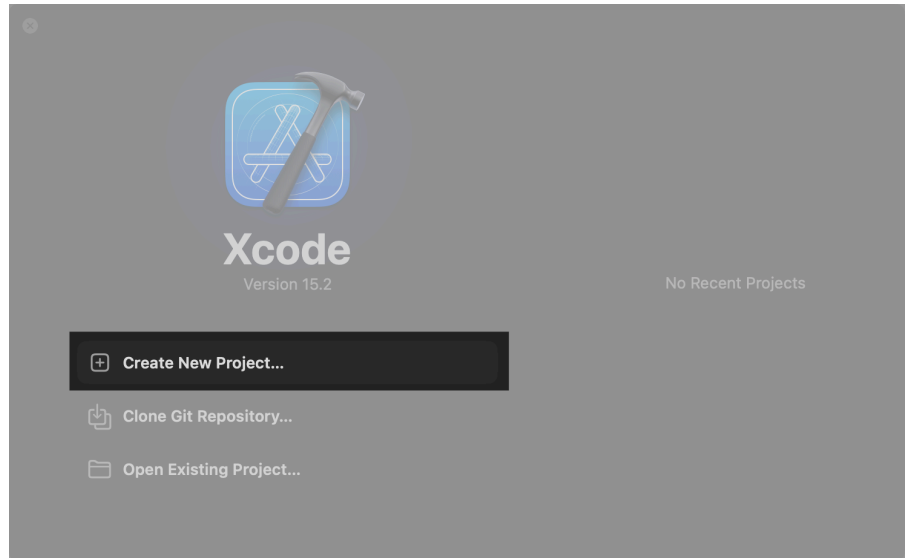 Xcode
Version 15.2
No Recent Projects
Create New Project...
Clone Git Repository...
Open Existing Project...